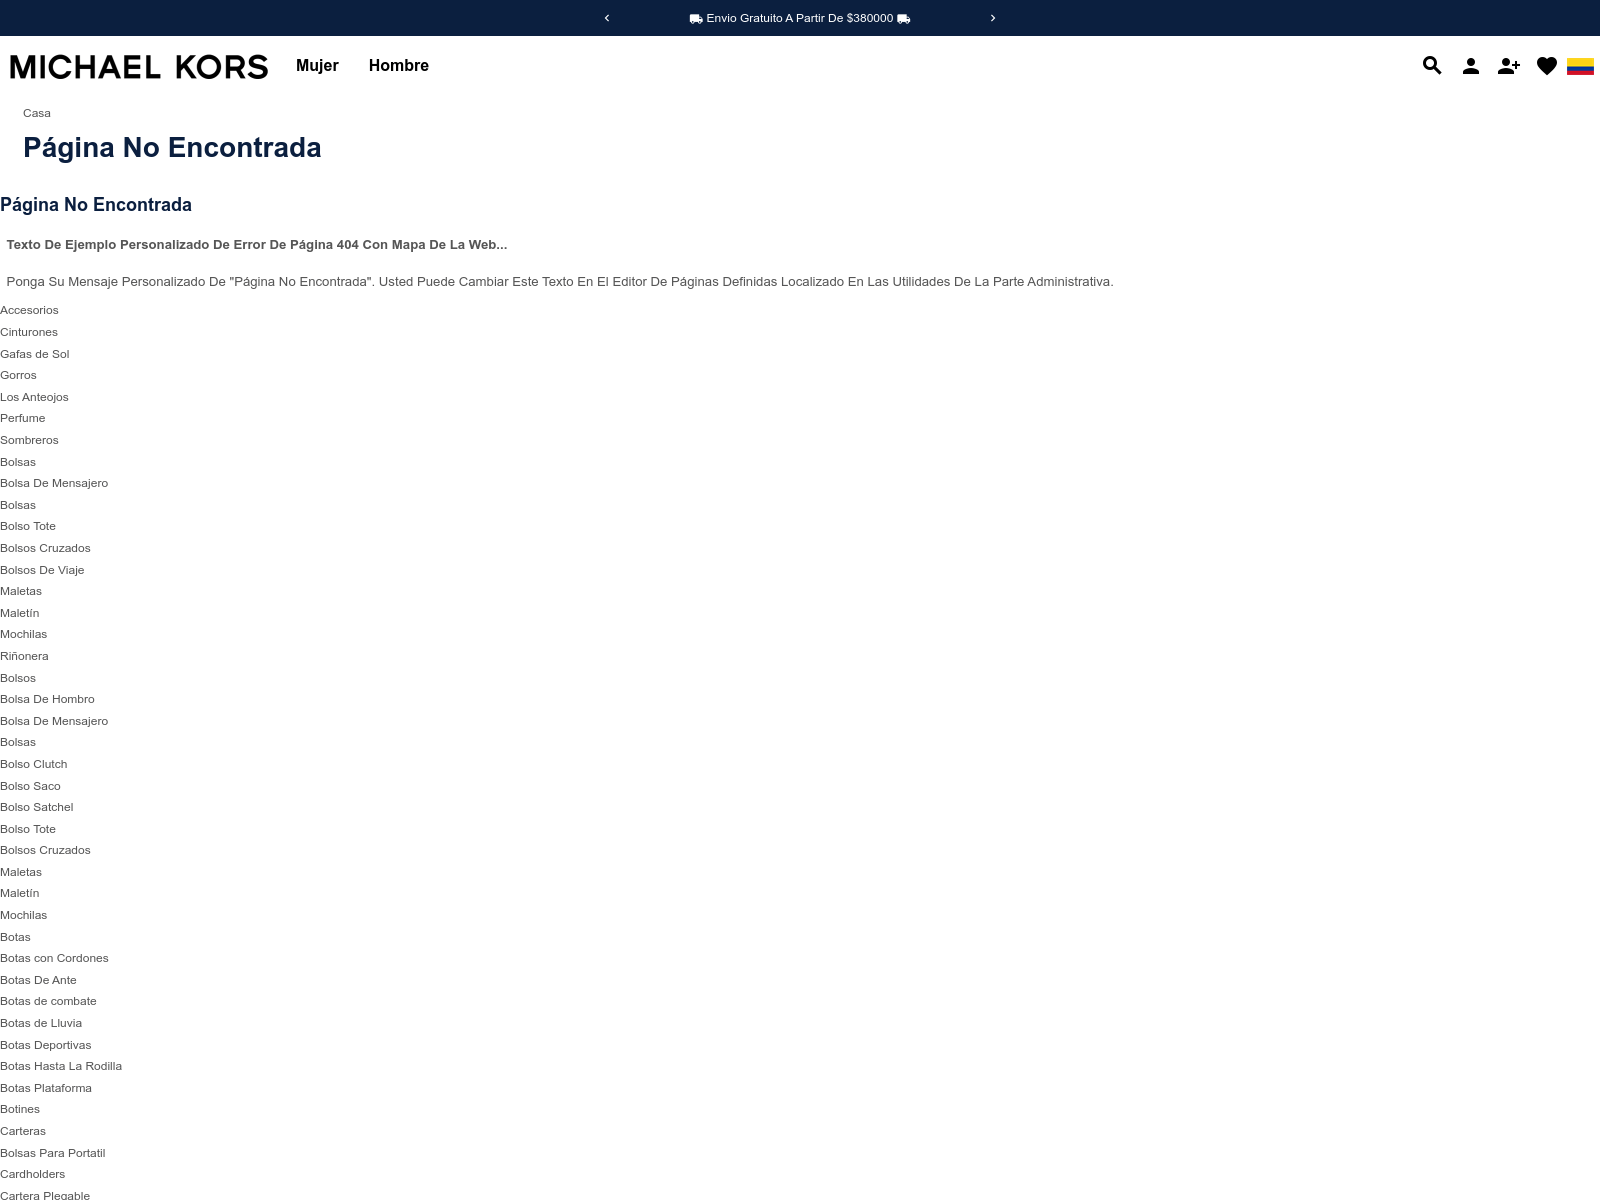 Envio Gratuito A Partir De $380000
MICHAEL KORS Mujer Hombre
Casa
Página No Encontrada
Página No Encontrada
Texto De Ejemplo Personalizado De Error De Página 404 Con Mapa De La Web...
Ponga Su Mensaje Personalizado De "Página No Encontrada". Usted Puede Cambiar Este Texto En El Editor De Páginas Definidas Localizado En Las Utilidades De La Parte Administrativa.
Accesorios
Cinturones
Gafas de Sol
Gorros
Los Anteojos
Perfume
Sombreros
Bolsas
Bolsa De Mensajero
Bolsas
Bolso Tote
Bolsos Cruzados
Bolsos De Viaje
Maletas
Maletín
Mochilas
Riñonera
Bolsos
Bolsa De Hombro
Bolsa De Mensajero
Bolsas
Bolso Clutch
Bolso Saco
Bolso Satchel
Bolso Tote
Bolsos Cruzados
Maletas
Maletín
Mochilas
Botas
Botas con Cordones
Botas De Ante
Botas de combate
Botas de Lluvia
Botas Deportivas
Botas Hasta La Rodilla
Botas Plataforma
Botines
Carteras
Bolsas Para Portatil
Cardholders
Cartera Plegable